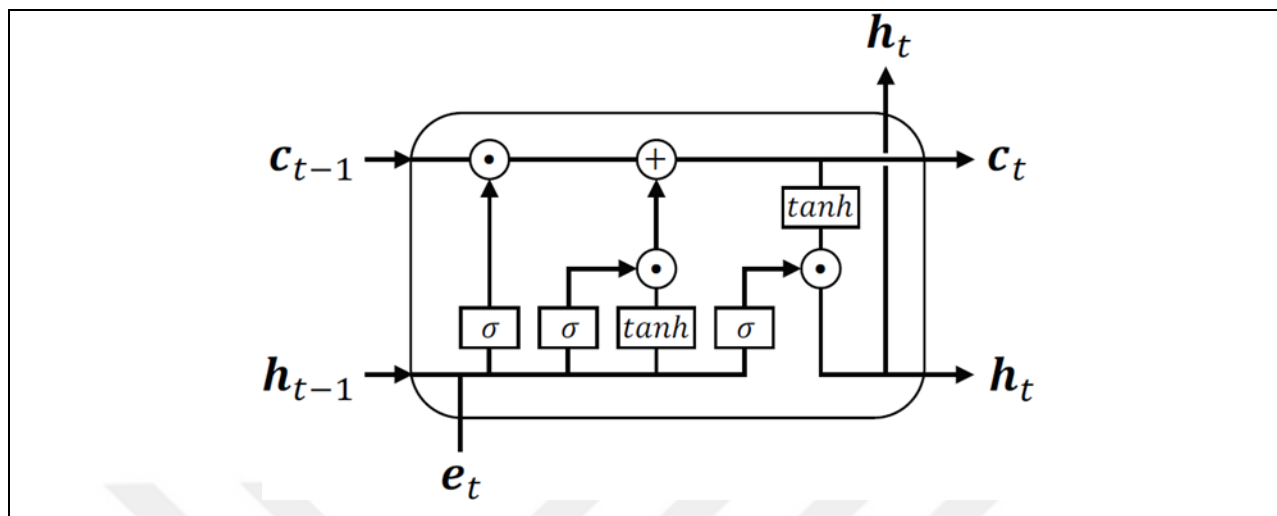 h_t
c_{t-1} ⊙ + c_t
tanh
⊙ ⊙
σ σ tanh σ
h_{t-1} h_t
e_t